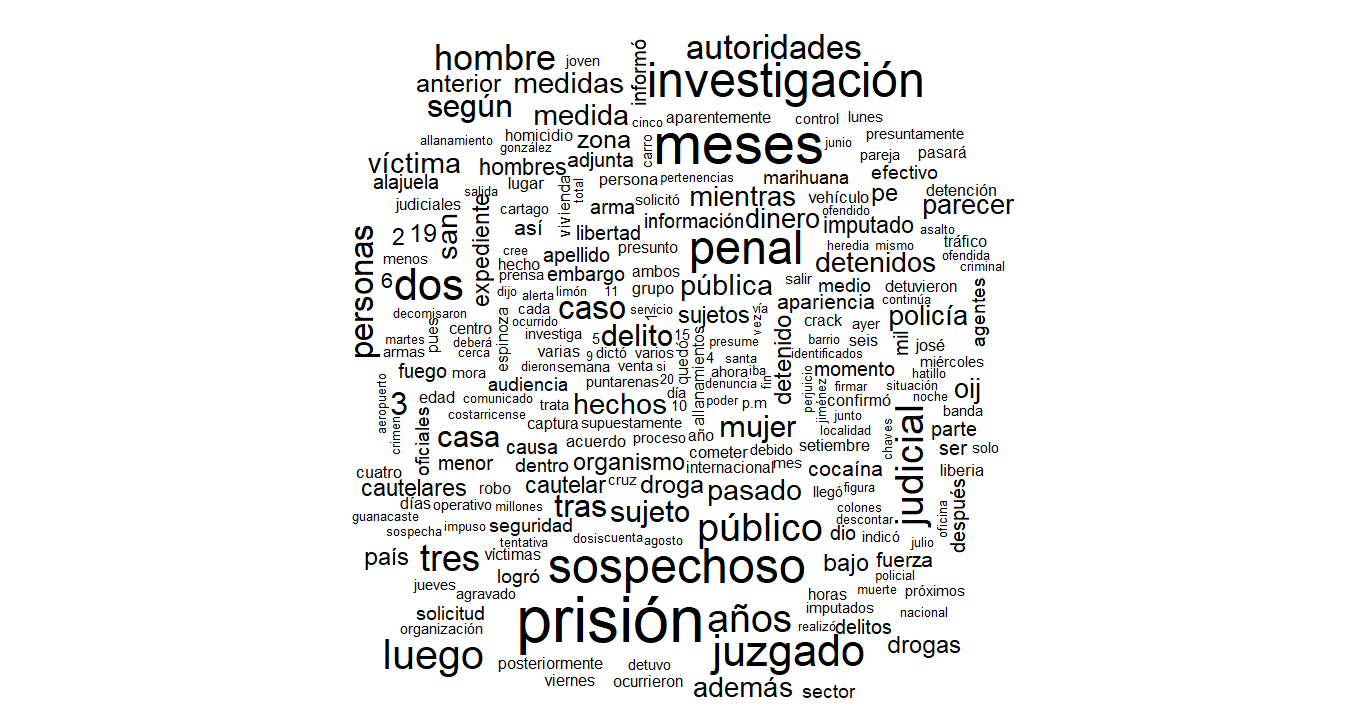 hombre
joven
informó
autoridades
anterior
medidas
investigación
según
medida
cinco
aparentemente
control
lunes
allanamiento
homicidio
gonzález
zona
carro
meses
junio
presuntamente
víctima
hombres
adjunta
pareja
pasará
alajuela
salida
lugar
vivienda
total
persona
pertenencias
marihuana
efectivo
judiciales
expediente
cartago
arma
solicitó
mientras
vehículo
pe
detención
personas
2
19
san
así
libertad
información
dinero
ofendido
imputado
parecer
asalto
menos
cree
hecho
apellido
presunto
penal
heredia
mismo
tráfico
ofendida
6
dos
prensa
embargo
ambos
detenidos
criminal
dijo
alerta
limón
11
grupo
pública
salir
medio
detuvieron
decomisaron
cada
caso
servicio
1
sujetos
vía
vez
apariencia
continúa
agentes
martes
pues
centro
ocurrido
espinoza
investiga
5
delito
15
presume
detenido
crack
ayer
policía
mil
armas
deberá
cerca
varias
9
dictó
varios
quedó
allanamientos
4
santa
barrio
seis
identificados
josé
fuego
mora
dieron
semana
venta
si
ahora
iba
momento
miércoles
hatillo
aeropuerto
3
edad
audiencia
comunicado
puntarenas
20
día
denuncia
fin
perjuicio
jiménez
firmar
situación
oij
crimen
oficiales
costarricense
trata
hechos
10
poder
p.m
confirmó
noche
casa
captura
supuestamente
mujer
junto
judicial
banda
causa
acuerdo
proceso
año
localidad
chaves
parte
menor
dentro
organismo
cometer
debido
setiembre
ser
solo
cuatro
internacional
mes
cocaína
liberia
cautelares
robo
cautelar
cruz
droga
pasado
llegó
figura
después
días
operativo
millones
tras
sujeto
colones
oficina
guanacaste
sospecha
impuso
seguridad
público
descontar
dio
indicó
tentativa
dosis
cuenta
agosto
julio
país
tres
víctimas
sospechoso
bajo
fuerza
logró
policial
jueves
agravado
horas
muerte
próximos
solicitud
prisión
años
imputados
nacional
organización
realizó
delitos
luego
juzgado
drogas
posteriormente
detuvo
viernes
ocurrieron
además
sector